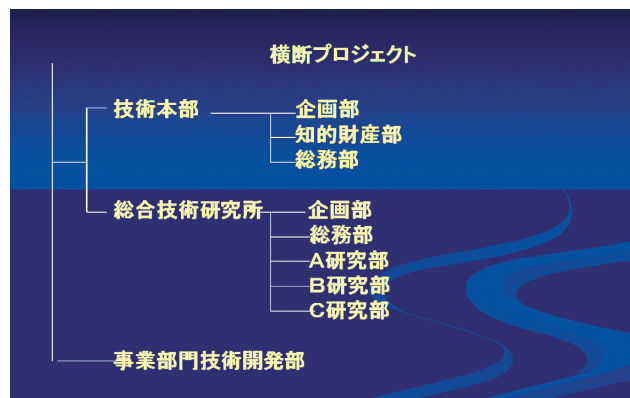 横断プロジェクト
技術本部
企画部
知的財産部
総務部
総合技術研究所
企画部
総務部
A研究部
B研究部
C研究部
事業部門技術開発部